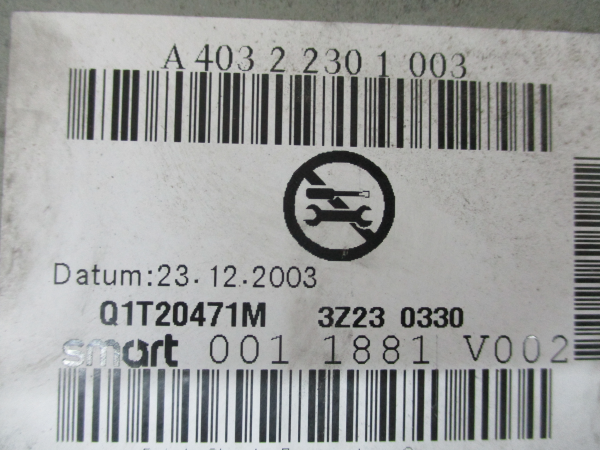 A 403 2 230 1 003
Datum:23.12.2003
Q1T20471M 3Z23 0330
smart 001 1881 V002